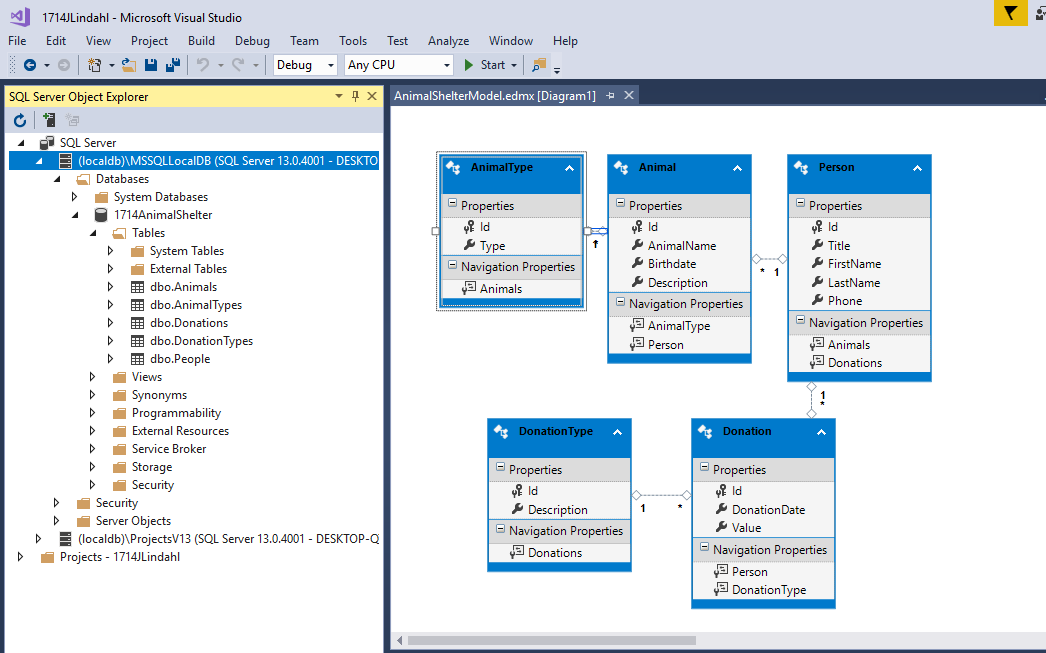 1714JLindahl - Microsoft Visual Studio
File Edit View Project Build Debug Team Tools Test Analyze Window Help
Debug Any CPU Start
SQL Server Object Explorer
SQL Server
(localdb)\MSSQLLocalDB (SQL Server 13.0.4001 - DESKTO
Databases
System Databases
1714AnimalShelter
Tables
System Tables
External Tables
dbo.Animals
dbo.AnimalTypes
dbo.Donations
dbo.DonationTypes
dbo.People
Views
Synonyms
Programmability
External Resources
Service Broker
Storage
Security
Security
Server Objects
(localdb)\ProjectsV13 (SQL Server 13.0.4001 - DESKTOP-Q
Projects - 1714JLindahl
AnimalShelterModel.edmx [Diagram1]
AnimalType
Properties
Id
Type
Navigation Properties
Animals
Animal
Properties
Id
AnimalName
Birthdate
Description
Navigation Properties
AnimalType
Person
* 1
Person
Properties
Id
Title
FirstName
LastName
Phone
Navigation Properties
Animals
Donations
1
*
DonationType
Properties
Id
Description
Navigation Properties
Donations
1 *
Donation
Properties
Id
DonationDate
Value
Navigation Properties
Person
DonationType